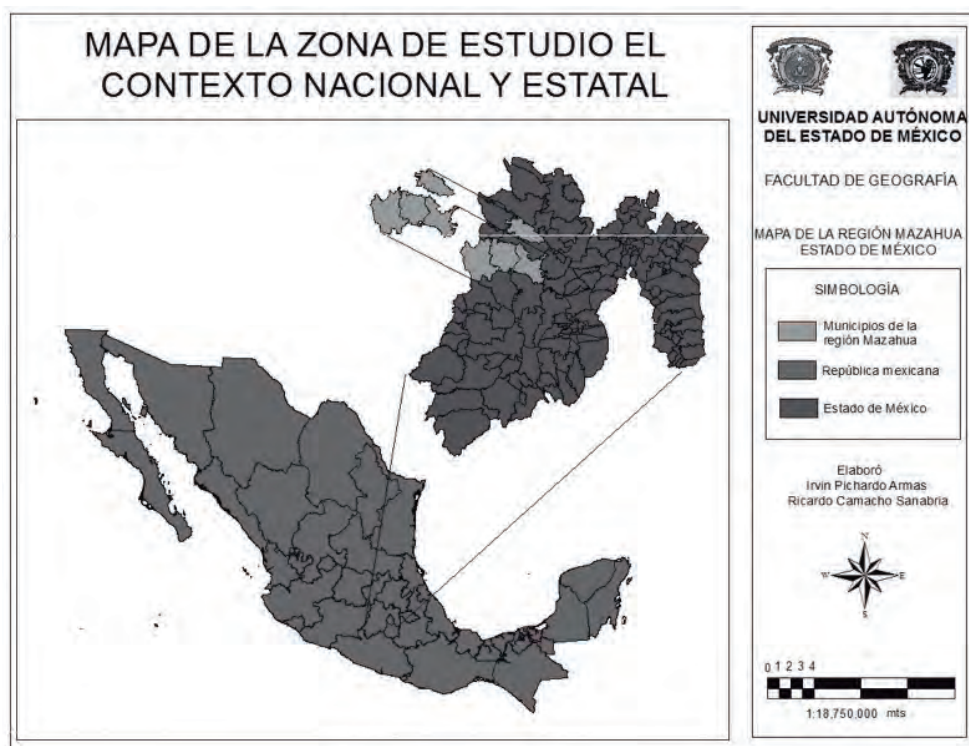 MAPA DE LA ZONA DE ESTUDIO EL
CONTEXTO NACIONAL Y ESTATAL
UNIVERSIDAD AUTÓNOMA
DEL ESTADO DE MÉXICO
FACULTAD DE GEOGRAFÍA
MAPA DE LA REGIÓN MAZAHUA
ESTADO DE MÉXICO
SIMBOLOGÍA
Municipios de la
región Mazahua
República mexicana
Estado de México
Elaboró
Irvin Pichardo Armas
Ricardo Camacho Sanabria
N
W E
S
0 1 2 3 4
1:18,750,000 mts